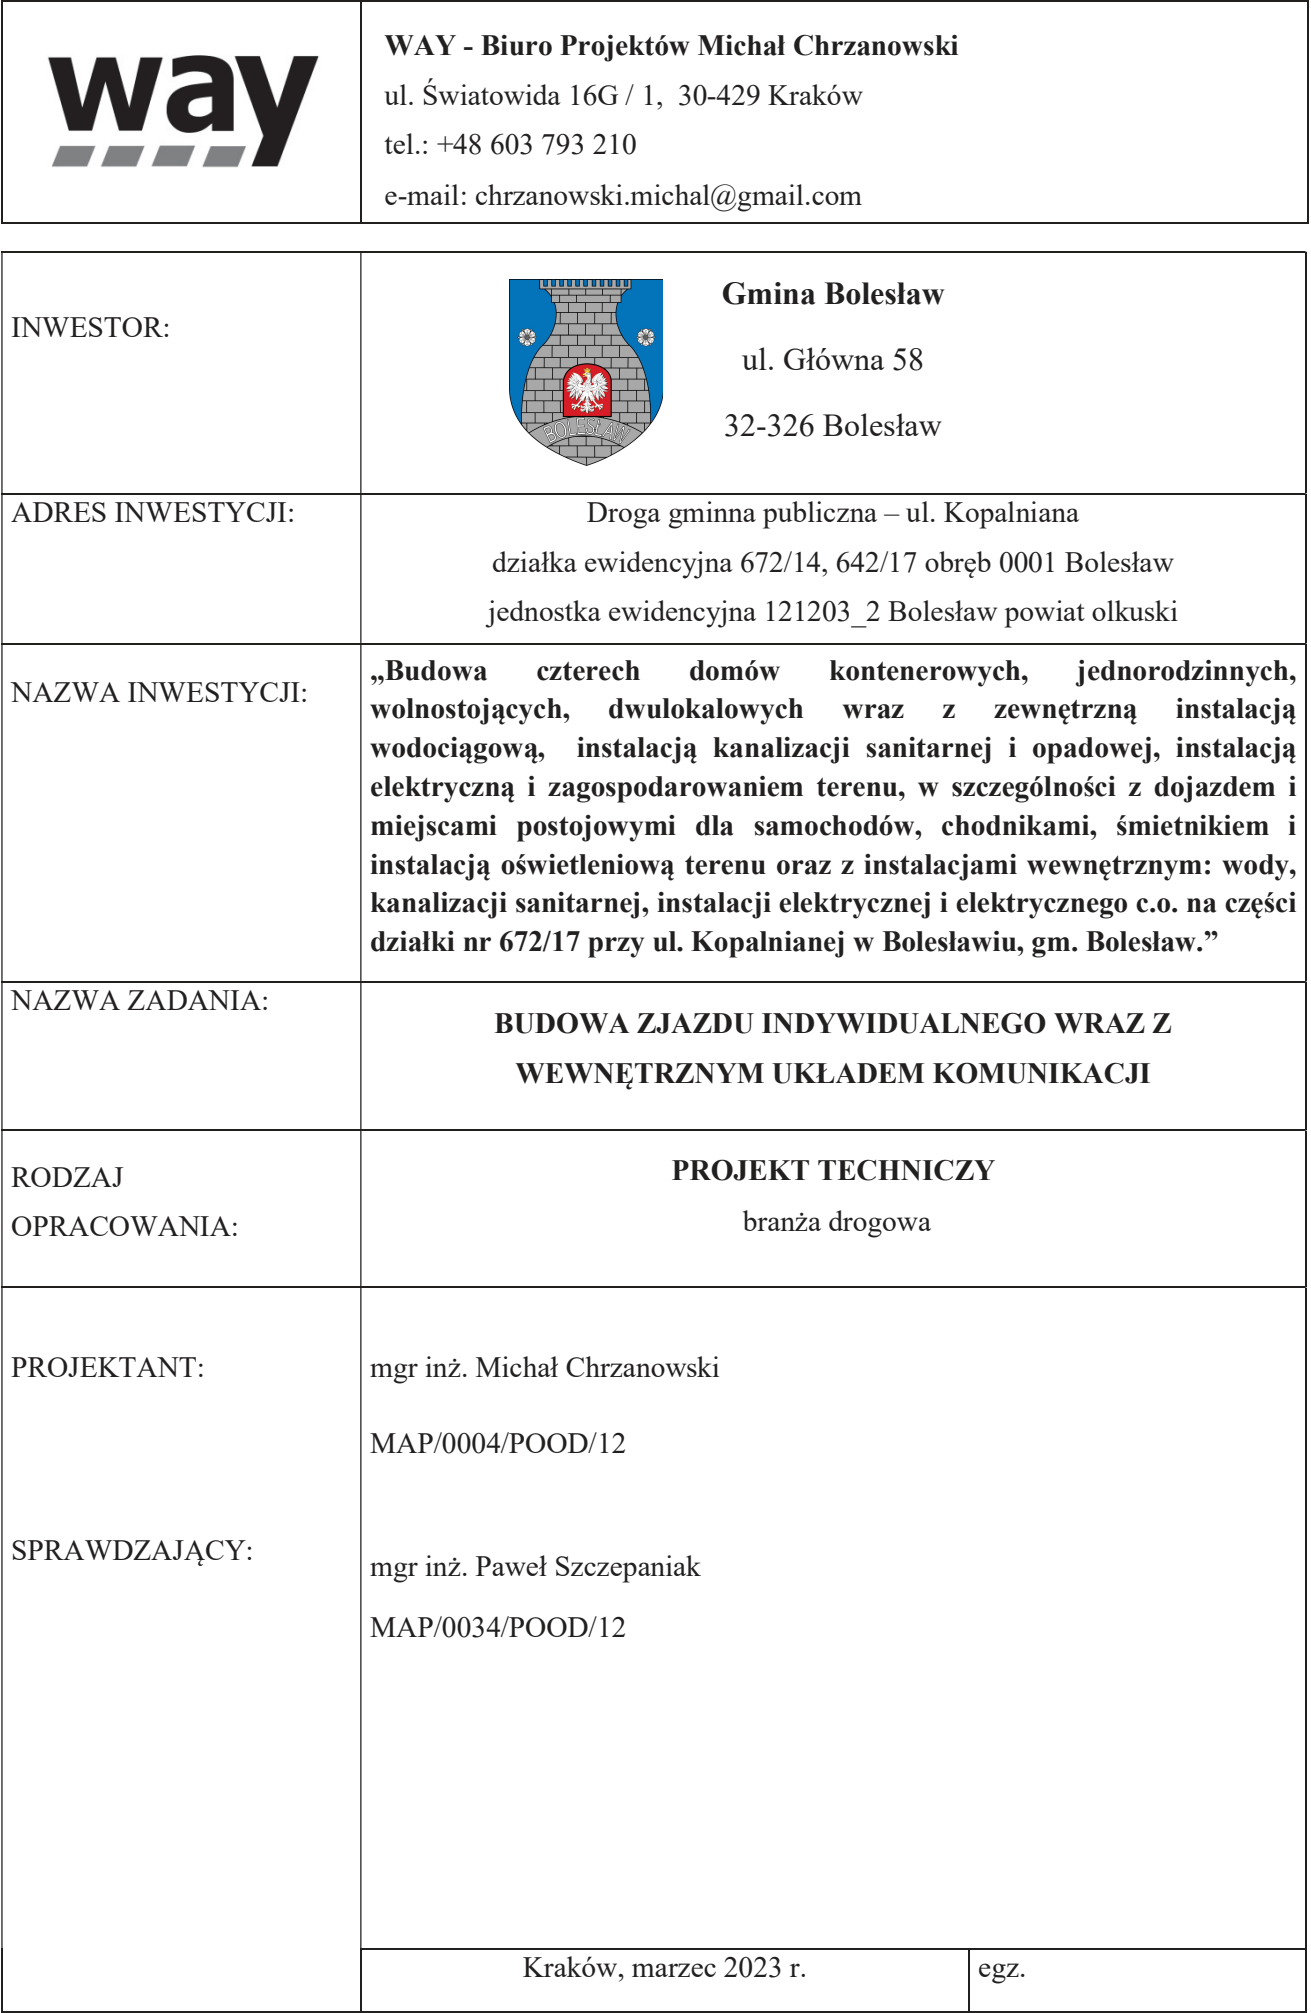 way
WAY - Biuro Projektów Michał Chrzanowski
ul. Światowida 16G / 1, 30-429 Kraków
tel.: +48 603 793 210
e-mail: chrzanowski.michal@gmail.com
INWESTOR:
BOLESŁAW
Gmina Bolesław
ul. Główna 58
32-326 Bolesław
ADRES INWESTYCJI:
Droga gminna publiczna – ul. Kopalniana
działka ewidencyjna 672/14, 642/17 obręb 0001 Bolesław
jednostka ewidencyjna 121203_2 Bolesław powiat olkuski
NAZWA INWESTYCJI:
„Budowa czterech domów kontenerowych, jednorodzinnych,
wolnostojących, dwulokalowych wraz z zewnętrzną instalacją
wodociągową, instalacją kanalizacji sanitarnej i opadowej, instalacją
elektryczną i zagospodarowaniem terenu, w szczególności z dojazdem i
miejscami postojowymi dla samochodów, chodnikami, śmietnikiem i
instalacją oświetleniową terenu oraz z instalacjami wewnętrznym: wody,
kanalizacji sanitarnej, instalacji elektrycznej i elektrycznego c.o. na części
działki nr 672/17 przy ul. Kopalnianej w Bolesławiu, gm. Bolesław.”
NAZWA ZADANIA:
BUDOWA ZJAZDU INDYWIDUALNEGO WRAZ Z
WEWNĘTRZNYM UKŁADEM KOMUNIKACJI
RODZAJ
OPRACOWANIA:
PROJEKT TECHNICZY
branża drogowa
PROJEKTANT:
mgr inż. Michał Chrzanowski
MAP/0004/POOD/12
SPRAWDZAJĄCY:
mgr inż. Paweł Szczepaniak
MAP/0034/POOD/12
Kraków, marzec 2023 r.
egz.